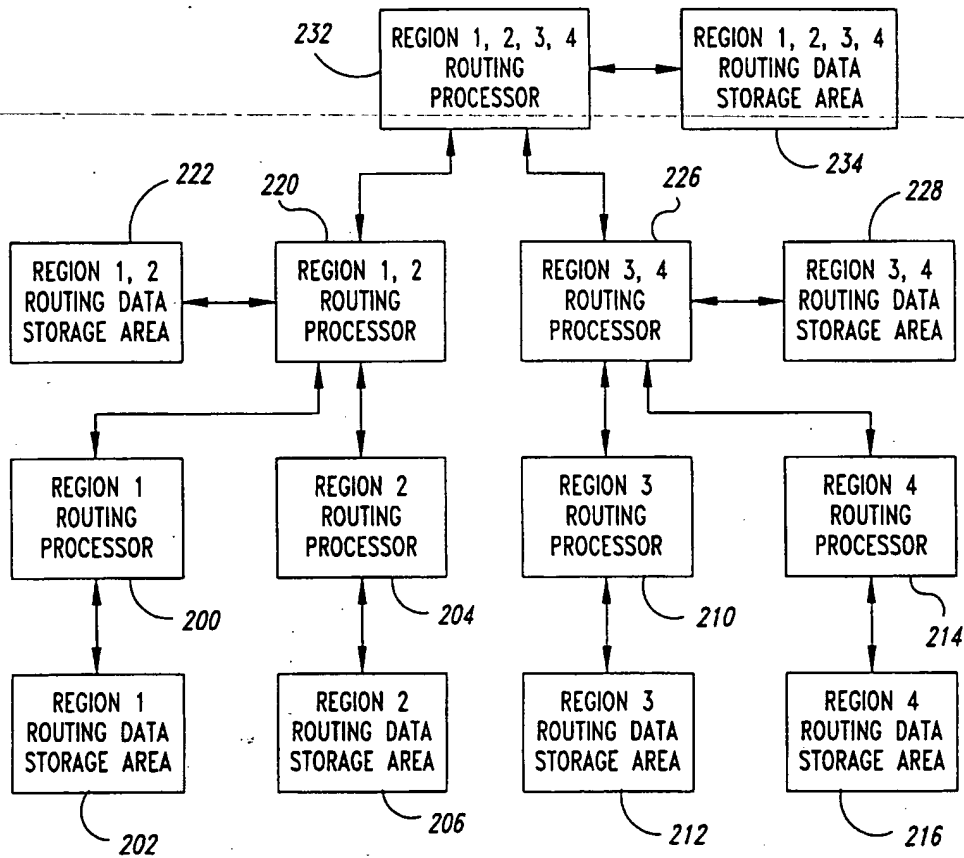 232
REGION 1, 2, 3, 4
ROUTING
PROCESSOR
REGION 1, 2, 3, 4
ROUTING DATA
STORAGE AREA
234
222
220
226
228
REGION 1, 2
ROUTING DATA
STORAGE AREA
REGION 1, 2
ROUTING
PROCESSOR
REGION 3, 4
ROUTING
PROCESSOR
REGION 3, 4
ROUTING DATA
STORAGE AREA
REGION 1
ROUTING
PROCESSOR
200
REGION 2
ROUTING
PROCESSOR
204
REGION 3
ROUTING
PROCESSOR
210
REGION 4
ROUTING
PROCESSOR
214
REGION 1
ROUTING DATA
STORAGE AREA
202
REGION 2
ROUTING DATA
STORAGE AREA
206
REGION 3
ROUTING DATA
STORAGE AREA
212
REGION 4
ROUTING DATA
STORAGE AREA
216